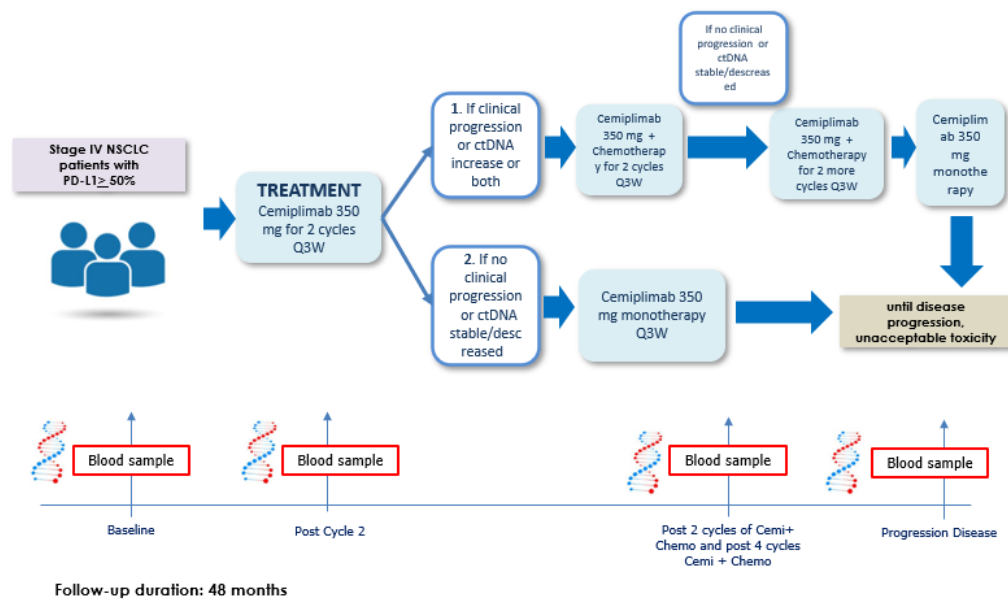 Stage IV NSCLC
patients with
PD-L1≥ 50%
TREATMENT
Cemiplimab 350
mg for 2 cycles
Q3W
1. If clinical
progression
or ctDNA
increase or
both
Cemiplimab
350 mg +
Chemotherap
y for 2 cycles
Q3W
If no clinical
progression or
ctDNA
stable/descreas
ed
Cemiplimab
350 mg +
Chemotherapy
for 2 more
cycles Q3W
Cemiplim
ab 350
mg
monothe
rapy
2. If no
clinical
progression
or ctDNA
stable/desc
reased
Cemiplimab 350
mg monotherapy
Q3W
until disease
progression,
unacceptable toxicity
Blood sample
Blood sample
Blood sample
Blood sample
Baseline
Post Cycle 2
Post 2 cycles of Cemi+
Chemo and post 4 cycles
Cemi + Chemo
Progression Disease
Follow-up duration: 48 months